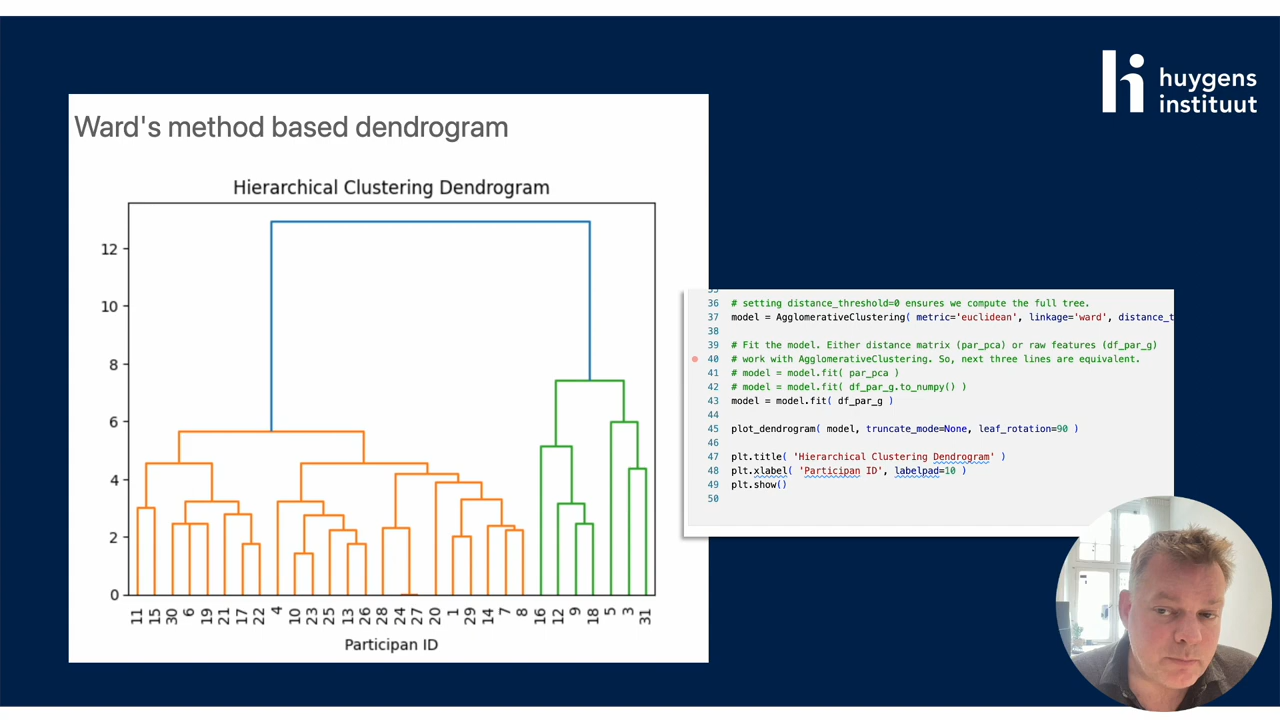 huygens
instituut
Ward's method based dendrogram
Hierarchical Clustering Dendrogram
12
10
8
6
4
2
0
11 15 30 6 19 21 17 22 4 10 23 25 13 26 28 24 27 20 1 29 14 7 8 16 12 9 18 5 3 31
Participan ID
36 # setting distance_threshold=0 ensures we compute the full tree.
37 model = AgglomerativeClustering( metric='euclidean', linkage='ward', distance_t
38
39 # Fit the model. Either distance matrix (par_pca) or raw features (df_par_g)
40 # work with AgglomerativeClustering. So, next three lines are equivalent.
41 # model = model.fit( par_pca )
42 # model = model.fit( df_par_g.to_numpy() )
43 model = model.fit( df_par_g )
44
45 plot_dendrogram( model, truncate_mode=None, leaf_rotation=90 )
46
47 plt.title( 'Hierarchical Clustering Dendrogram' )
48 plt.xlabel( 'Participan ID', labelpad=10 )
49 plt.show()
50